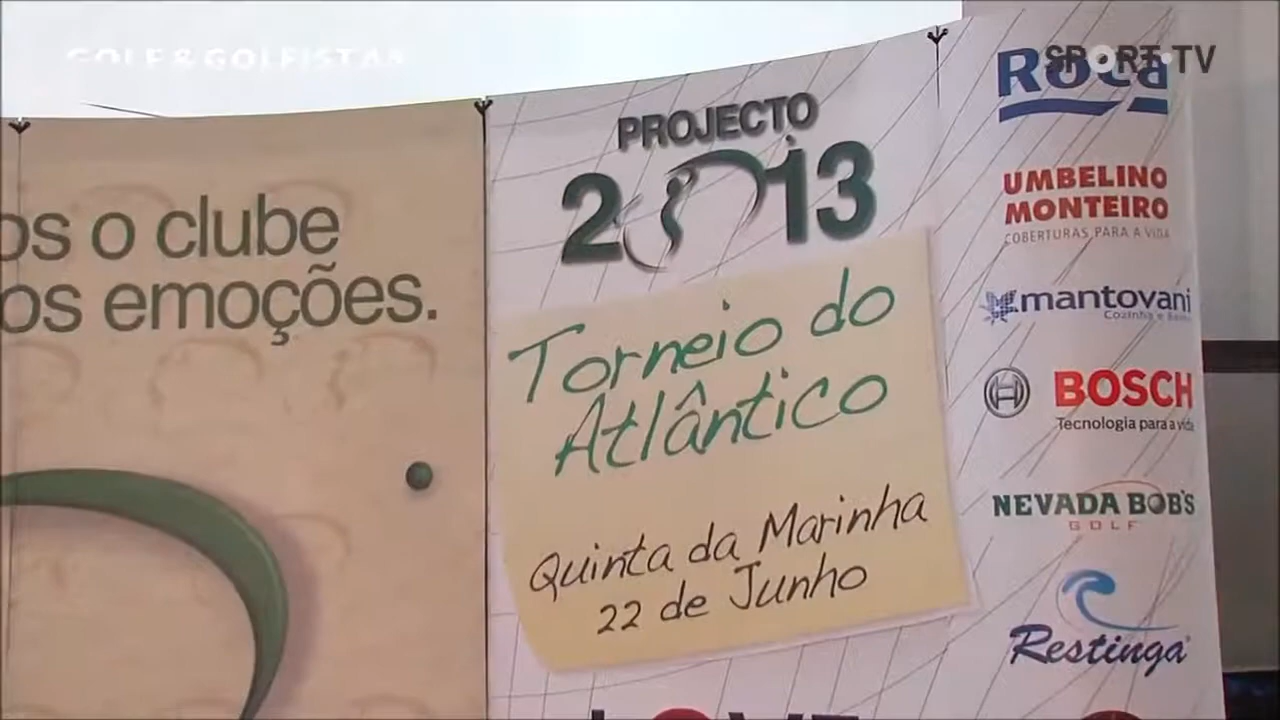 GOLF&GOLFISTAS
SPORT.TV
os o clube
os emoções.
PROJECTO
2013
Torneio do
Atlântico
Quinta da Marinha
22 de Junho
Roca
UMBELINO
MONTEIRO
COBERTURAS PARA A VIDA
mantovani
BOSCH
Tecnologia para a vida
NEVADA BOB'S
GOLF
Restinga